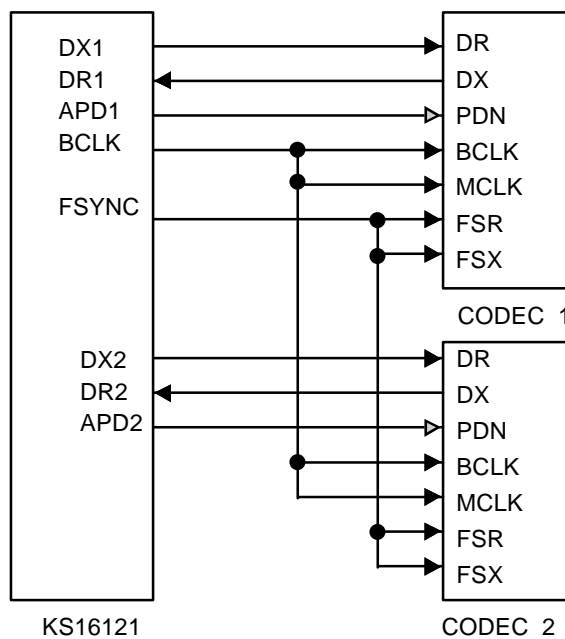 DX1
DR1
APD1
BCLK
FSYNC
DX2
DR2
APD2
KS16121
DR
DX
PDN
BCLK
MCLK
FSR
FSX
CODEC 1
DR
DX
PDN
BCLK
MCLK
FSR
FSX
CODEC 2